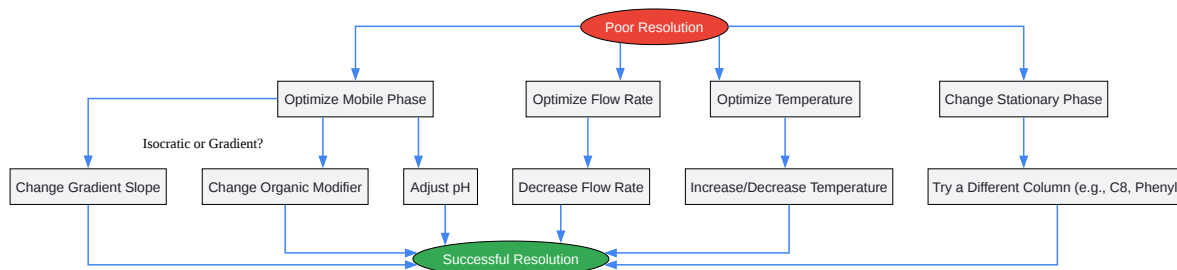 Poor Resolution
Optimize Mobile Phase
Optimize Flow Rate
Optimize Temperature
Change Stationary Phase
Isocratic or Gradient?
Change Gradient Slope
Change Organic Modifier
Adjust pH
Decrease Flow Rate
Increase/Decrease Temperature
Try a Different Column (e.g., C8, Phenyl
Successful Resolution